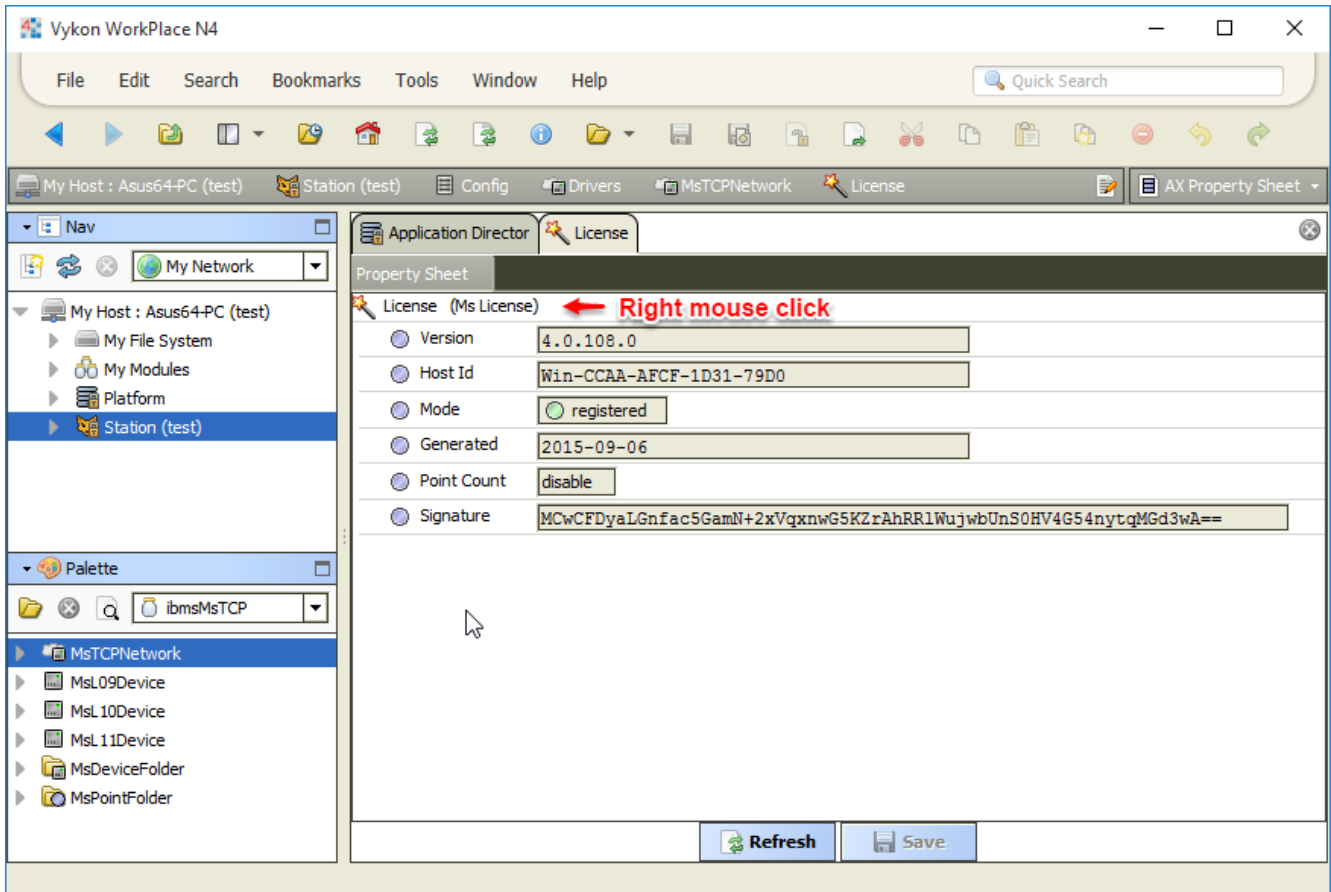 Vykon WorkPlace N4
File Edit Search Bookmarks Tools Window Help Quick Search
My Host : Asus64-PC (test) Station (test) Config Drivers MsTCPNetwork License AX Property Sheet
Nav
My Network
My Host : Asus64-PC (test)
My File System
My Modules
Platform
Station (test)
Palette
ibmsMsTCP
MsTCPNetwork
MsL09Device
MsL10Device
MsL11Device
MsDeviceFolder
MsPointFolder
Application Director License
Property Sheet
License (Ms License) Right mouse click
Version 4.0.108.0
Host Id Win-CCAA-AFCF-1D31-79D0
Mode registered
Generated 2015-09-06
Point Count disable
Signature MCwCFDyaLGnfac5GamN+2xVqxnwG5KZrAhRRlWujwbUnS0HV4G54nytqMGd3wA==
Refresh Save